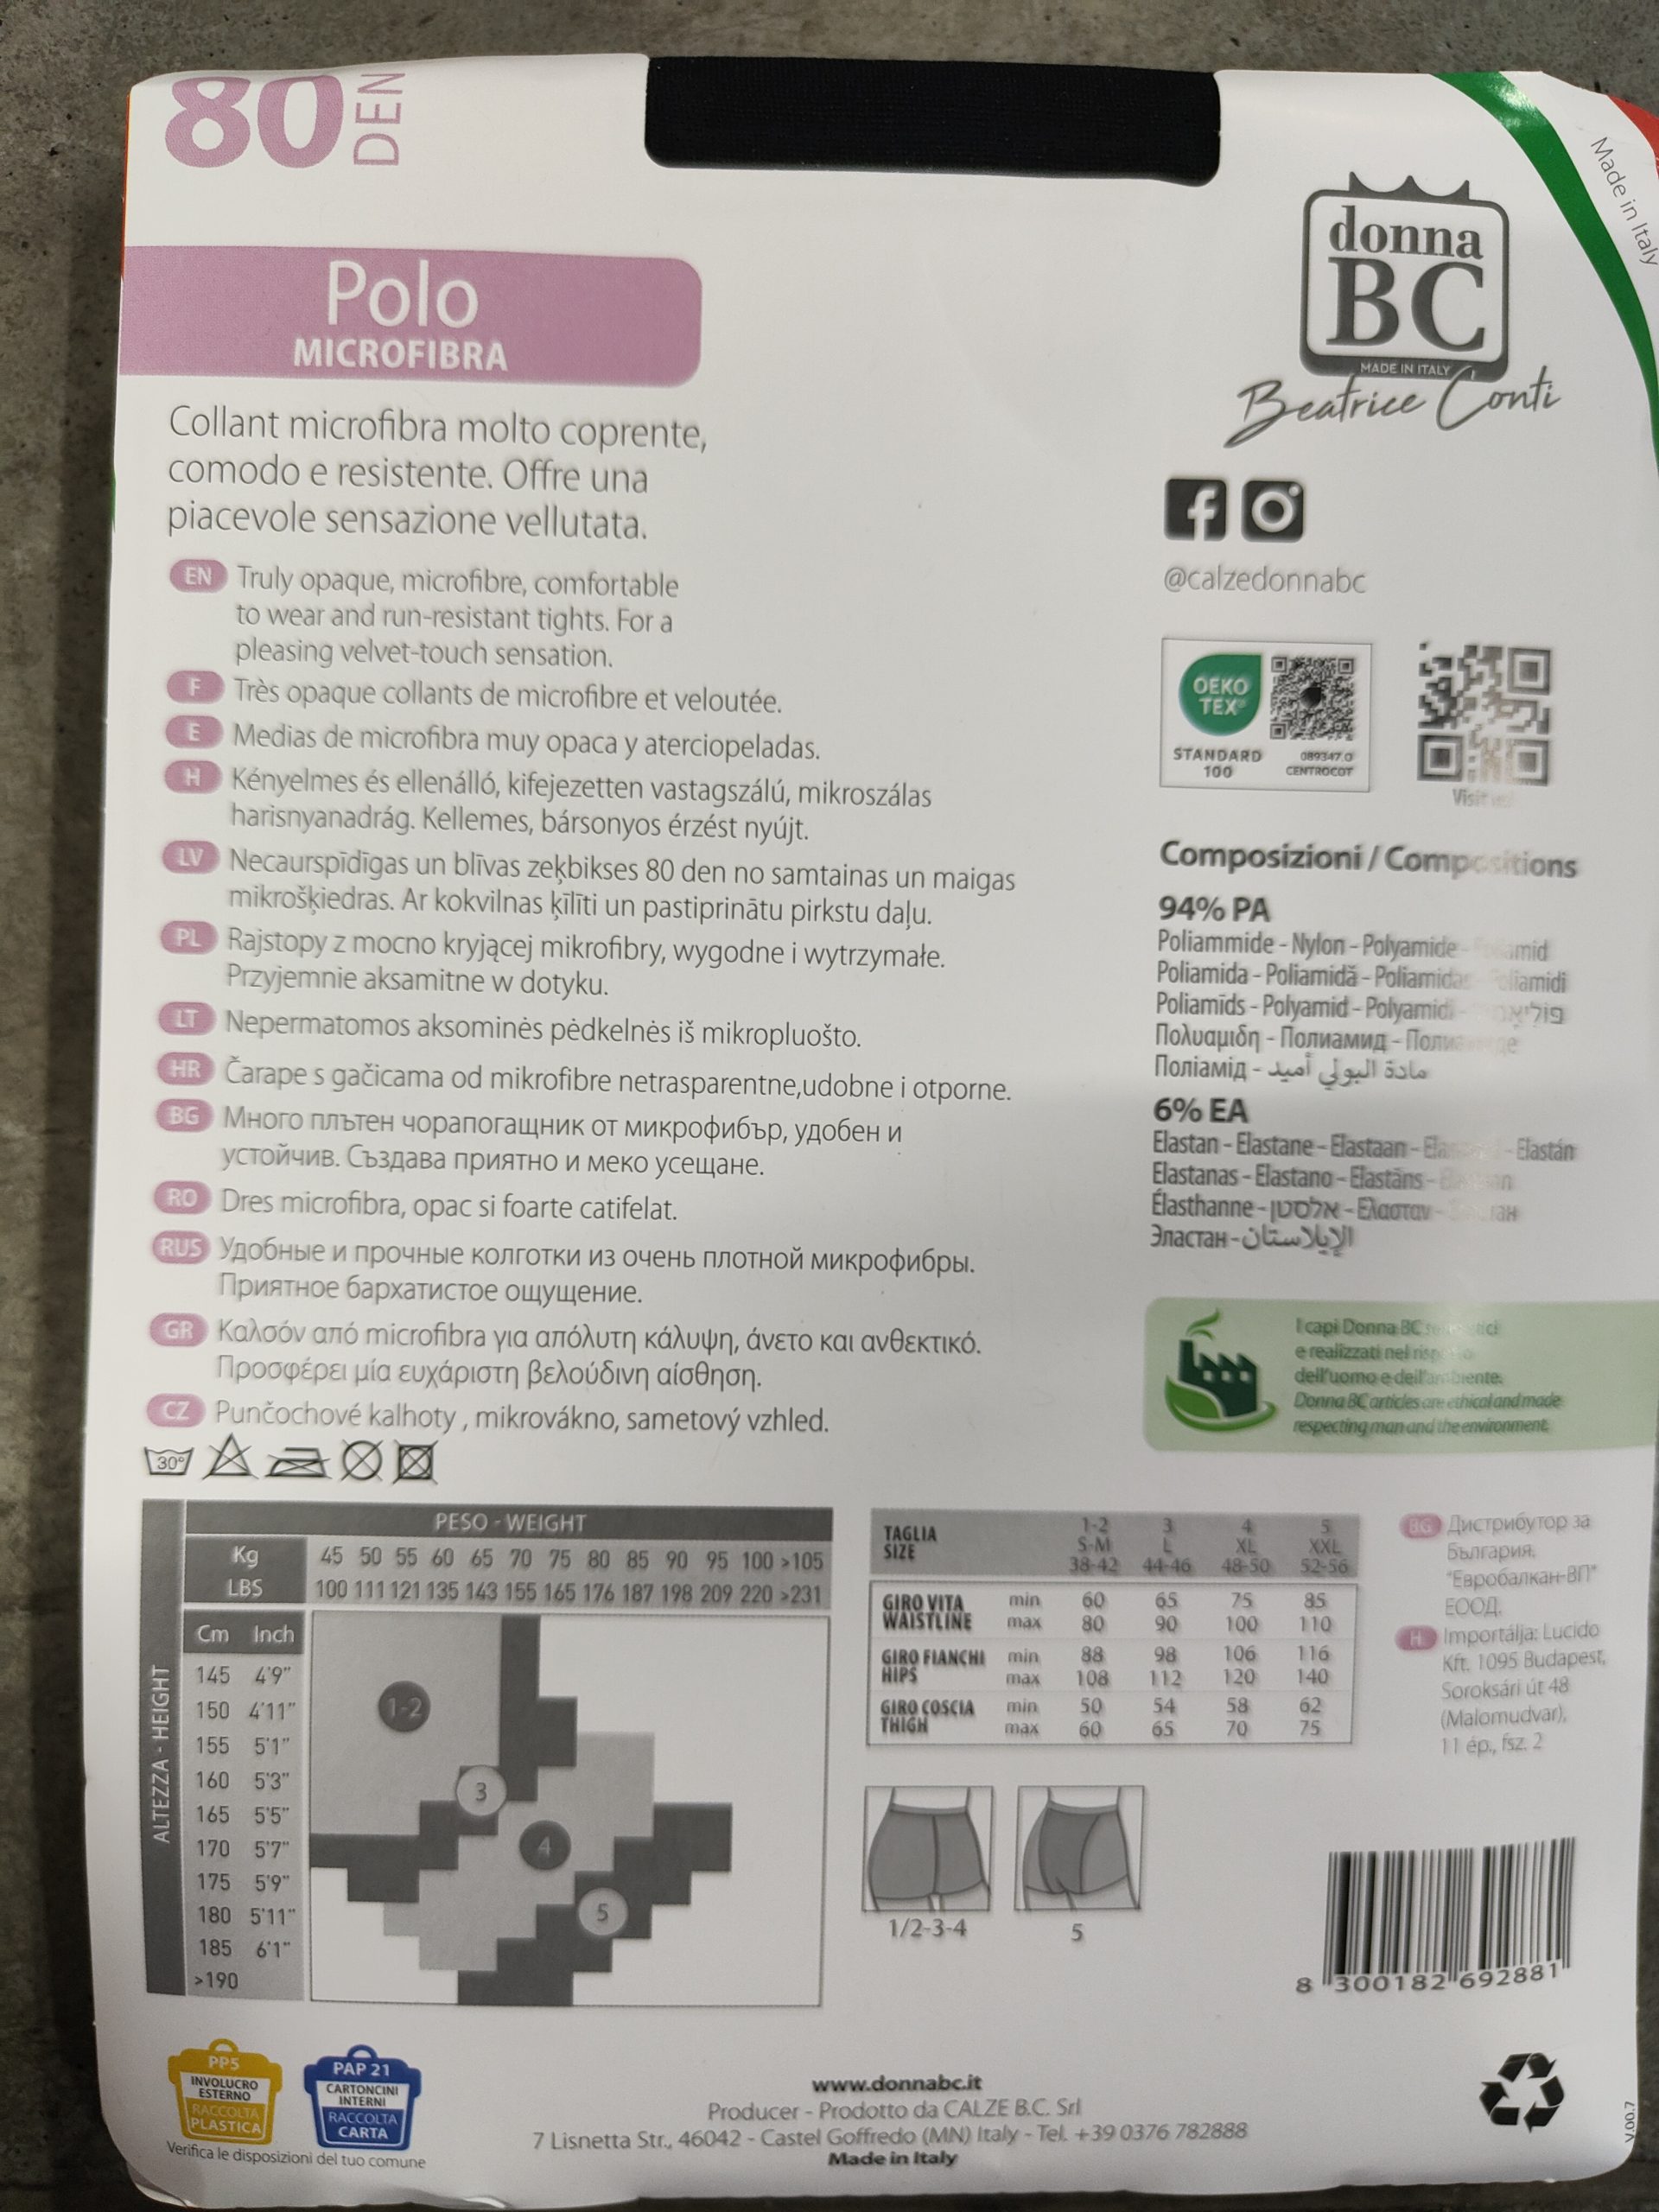 80 DEN
Made in Italy
donna
BC
MADE IN ITALY
Beatrice Conti
Polo
MICROFIBRA
Collant microfibra molto coprente,
comodo e resistente. Offre una
piacevole sensazione vellutata.
EN Truly opaque, microfibre, comfortable
to wear and run-resistant tights. For a
pleasing velvet-touch sensation.
F Très opaque collants de microfibre et veloutée.
E Medias de microfibra muy opaca y aterciopeladas.
H Kényelmes és ellenálló, kifejezetten vastagszálú, mikroszálas
harisnyanadrág. Kellemes, bársonyos érzést nyújt.
LV Necaurspīdīgas un blīvas zeķbikses 80 den no samtainas un maigas
mikrošķiedras. Ar kokvilnas ķīlīti un pastiprinātu pirkstu daļu.
PL Rajstopy z mocno kryjącej mikrofibry, wygodne i wytrzymałe.
Przyjemnie aksamitne w dotyku.
LT Nepermatomos aksominės pėdkelnės iš mikropluošto.
HR Čarape s gačicama od mikrofibre netrasparentne,udobne i otporne.
BG Много плътен чорапогащник от микрофибър, удобен и
устойчив. Създава приятно и меко усещане.
RO Dres microfibra, opac si foarte catifelat.
RUS Удобные и прочные колготки из очень плотной микрофибры.
Приятное бархатистое ощущение.
GR Καλσόν από microfibra για απόλυτη κάλυψη, άνετο και ανθεκτικό.
Προσφέρει μία ευχάριστη βελούδινη αίσθηση.
CZ Punčochové kalhoty , mikrovákno, sametový vzhled.
30°
@calzedonnabc
OEKO
TEX®
STANDARD
100
089347.O
CENTROCOT
Visit
Composizioni / Compositions
94% PA
Poliammide - Nylon - Polyamide -
Poliamida - Poliamidă - Poliamidas -
Poliamīds - Polyamid - Polyamidi -
Πολυαμιδη - Полиамид -
Поліамід - مادة البولي أميد
6% EA
Elastan - Elastane - Elastaan - - Elastán
Elastanas - Elastano - Elastāns -
Élasthanne - אלסטן - Ελασταν -
Эластан - الإيلاستان
I capi Donna BC
e realizzati nel
dell'uomo e dell'ambiente.
Donna BC articles are ethical and made
respecting man and the environment.
PESO - WEIGHT
Kg 45 50 55 60 65 70 75 80 85 90 95 100 >105
LBS 100 111 121 135 143 155 165 176 187 198 209 220 >231
ALTEZZA - HEIGHT
Cm Inch
145 4'9"
150 4'11"
155 5'1"
160 5'3"
165 5'5"
170 5'7"
175 5'9"
180 5'11"
185 6'1"
>190
1-2
3
4
5
TAGLIA
SIZE
1-2 3 4 5
S-M L XL XXL
38-42 44-46 48-50 52-56
GIRO VITA min 60 65 75 85
WAISTLINE max 80 90 100 110
GIRO FIANCHI min 88 98 106 116
HIPS max 108 112 120 140
GIRO COSCIA min 50 54 58 62
THIGH max 60 65 70 75
1/2-3-4
5
BG Дистрибутор за
България.
"Евробалкан-ВП"
ЕООД.
H Importálja: Lucido
Kft. 1095 Budapest,
Soroksári út 48
(Malomudvar),
11 ép., fsz. 2
8 300182 692881
PP5
INVOLUCRO
ESTERNO
RACCOLTA
PLASTICA
PAP 21
CARTONCINI
INTERNI
RACCOLTA
CARTA
Verifica le disposizioni del tuo comune
www.donnabc.it
Producer - Prodotto da CALZE B.C. Srl
7 Lisnetta Str., 46042 - Castel Goffredo (MN) Italy - Tel. +39 0376 782888
Made in Italy
V.00.7